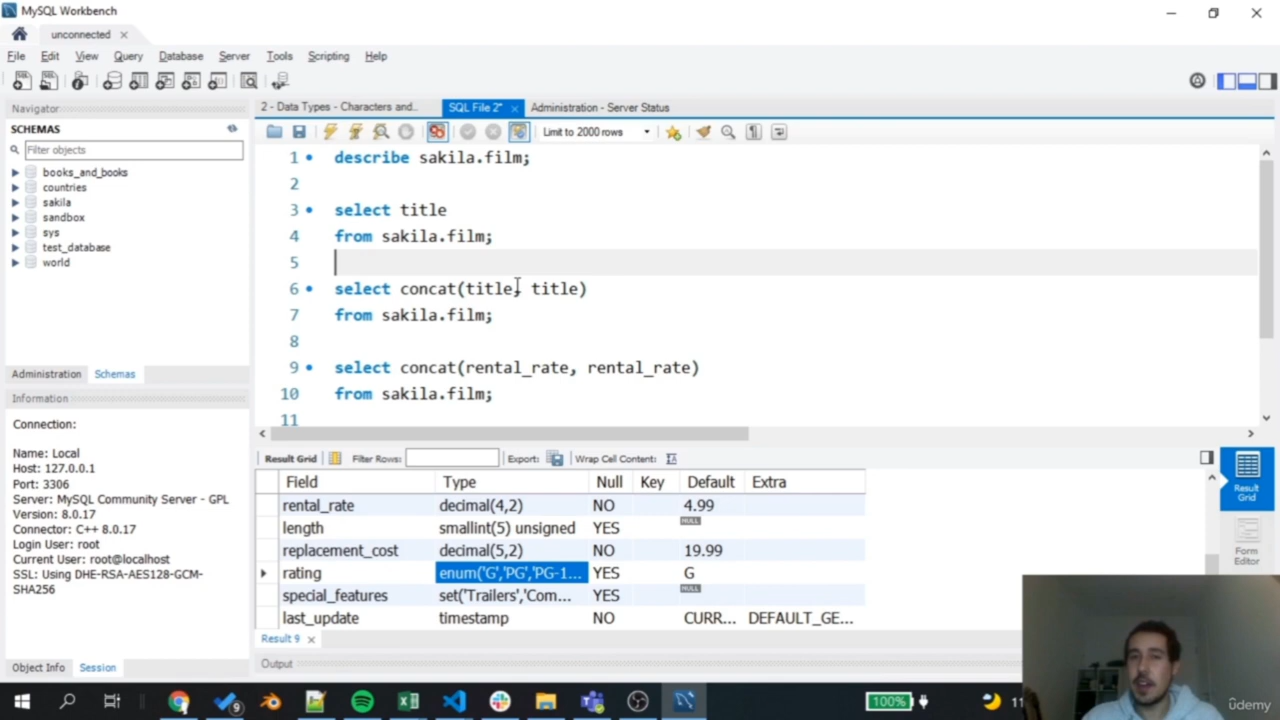 MySQL Workbench
unconnected
File Edit View Query Database Server Tools Scripting Help
Navigator
SCHEMAS
Filter objects
books_and_books
countries
sakila
sandbox
sys
test_database
world
Administration Schemas
Information
Connection:
Name: Local
Host: 127.0.0.1
Port: 3306
Server: MySQL Community Server - GPL
Version: 8.0.17
Connector: C++ 8.0.17
Login User: root
Current User: root@localhost
SSL: Using DHE-RSA-AES128-GCM-
SHA256
Object Info Session
2 - Data Types - Characters and... SQL File 2* Administration - Server Status
Limit to 2000 rows
1 describe sakila.film;
2
3 select title
4 from sakila.film;
5
6 select concat(title, title)
7 from sakila.film;
8
9 select concat(rental_rate, rental_rate)
10 from sakila.film;
11
Result Grid Filter Rows: Export: Wrap Cell Content:
Field Type Null Key Default Extra
rental_rate decimal(4,2) NO 4.99
length smallint(5) unsigned YES NULL
replacement_cost decimal(5,2) NO 19.99
rating enum('G','PG','PG-1... YES G
special_features set('Trailers','Com... YES NULL
last_update timestamp NO CURR... DEFAULT_GE...
Result Grid
Form Editor
Result 9
Output
9
100%
11
ûdemy